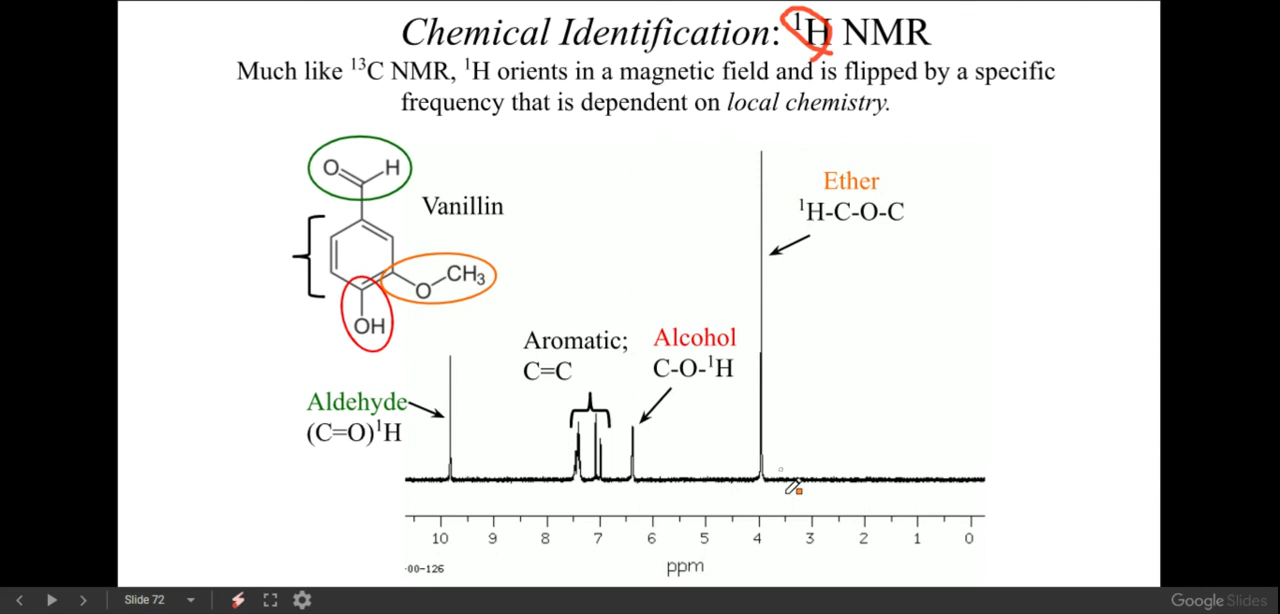 Chemical Identification: ¹H NMR
Much like ¹³C NMR, ¹H orients in a magnetic field and is flipped by a specific
frequency that is dependent on local chemistry.
O H
Vanillin
CH₃
O
OH
Ether
¹H-C-O-C
Aromatic;
C=C
Alcohol
C-O-¹H
Aldehyde
(C=O)¹H
10 9 8 7 6 5 4 3 2 1 0
·00-126
ppm
Slide 72
Google Slides